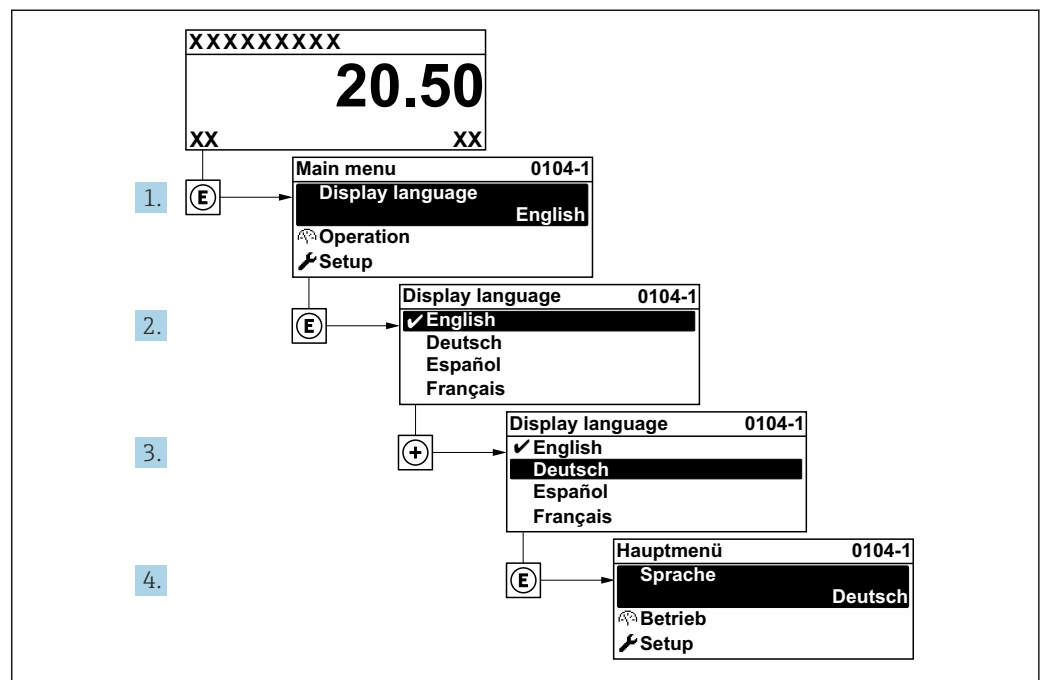 XXXXXXXXX
20.50
XX XX
1.
E
Main menu 0104-1
Display language
English
Operation
Setup
2.
E
Display language 0104-1
✔English
Deutsch
Español
Français
3.
+
Display language 0104-1
✔English
Deutsch
Español
Français
4.
E
Hauptmenü 0104-1
Sprache
Deutsch
Betrieb
Setup